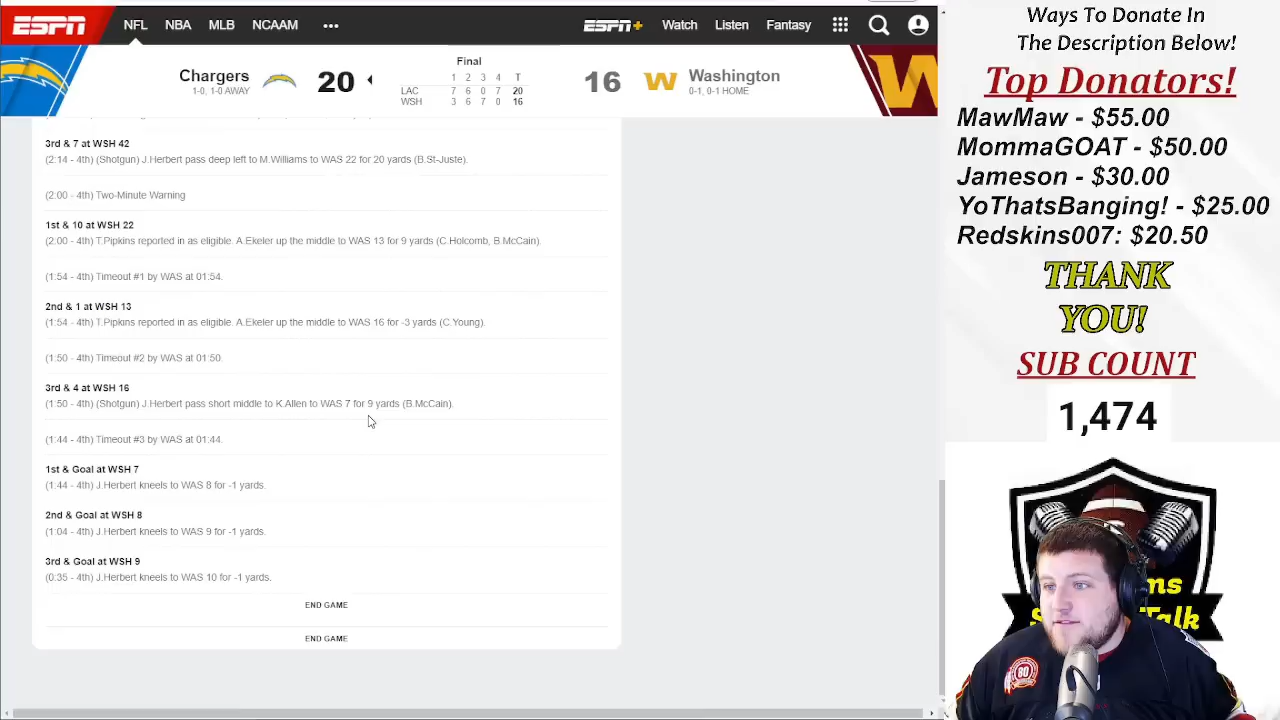 ESPN NFL NBA MLB NCAAM ••• ESPN+ Watch Listen Fantasy
Final
Chargers 20
1-0, 1-0 AWAY
1 2 3 4 T
LAC 7 6 0 7 20
WSH 3 6 7 0 16
16 W Washington
0-1, 0-1 HOME
W
3rd & 7 at WSH 42
(2:14 - 4th) (Shotgun) J.Herbert pass deep left to M.Williams to WAS 22 for 20 yards (B.St-Juste).
(2:00 - 4th) Two-Minute Warning
1st & 10 at WSH 22
(2:00 - 4th) T.Pipkins reported in as eligible. A.Ekeler up the middle to WAS 13 for 9 yards (C.Holcomb, B.McCain).
(1:54 - 4th) Timeout #1 by WAS at 01:54.
2nd & 1 at WSH 13
(1:54 - 4th) T.Pipkins reported in as eligible. A.Ekeler up the middle to WAS 16 for -3 yards (C.Young).
(1:50 - 4th) Timeout #2 by WAS at 01:50.
3rd & 4 at WSH 16
(1:50 - 4th) (Shotgun) J.Herbert pass short middle to K.Allen to WAS 7 for 9 yards (B.McCain).
(1:44 - 4th) Timeout #3 by WAS at 01:44.
1st & Goal at WSH 7
(1:44 - 4th) J.Herbert kneels to WAS 8 for -1 yards.
2nd & Goal at WSH 8
(1:04 - 4th) J.Herbert kneels to WAS 9 for -1 yards.
3rd & Goal at WSH 9
(0:35 - 4th) J.Herbert kneels to WAS 10 for -1 yards.
END GAME
END GAME
Ways To Donate In
The Description Below!
Top Donators!
MawMaw - $55.00
MommaGOAT - $50.00
Jameson - $30.00
YoThatsBanging! - $25.00
Redskins007: $20.50
THANK
YOU!
SUB COUNT
1,474
80